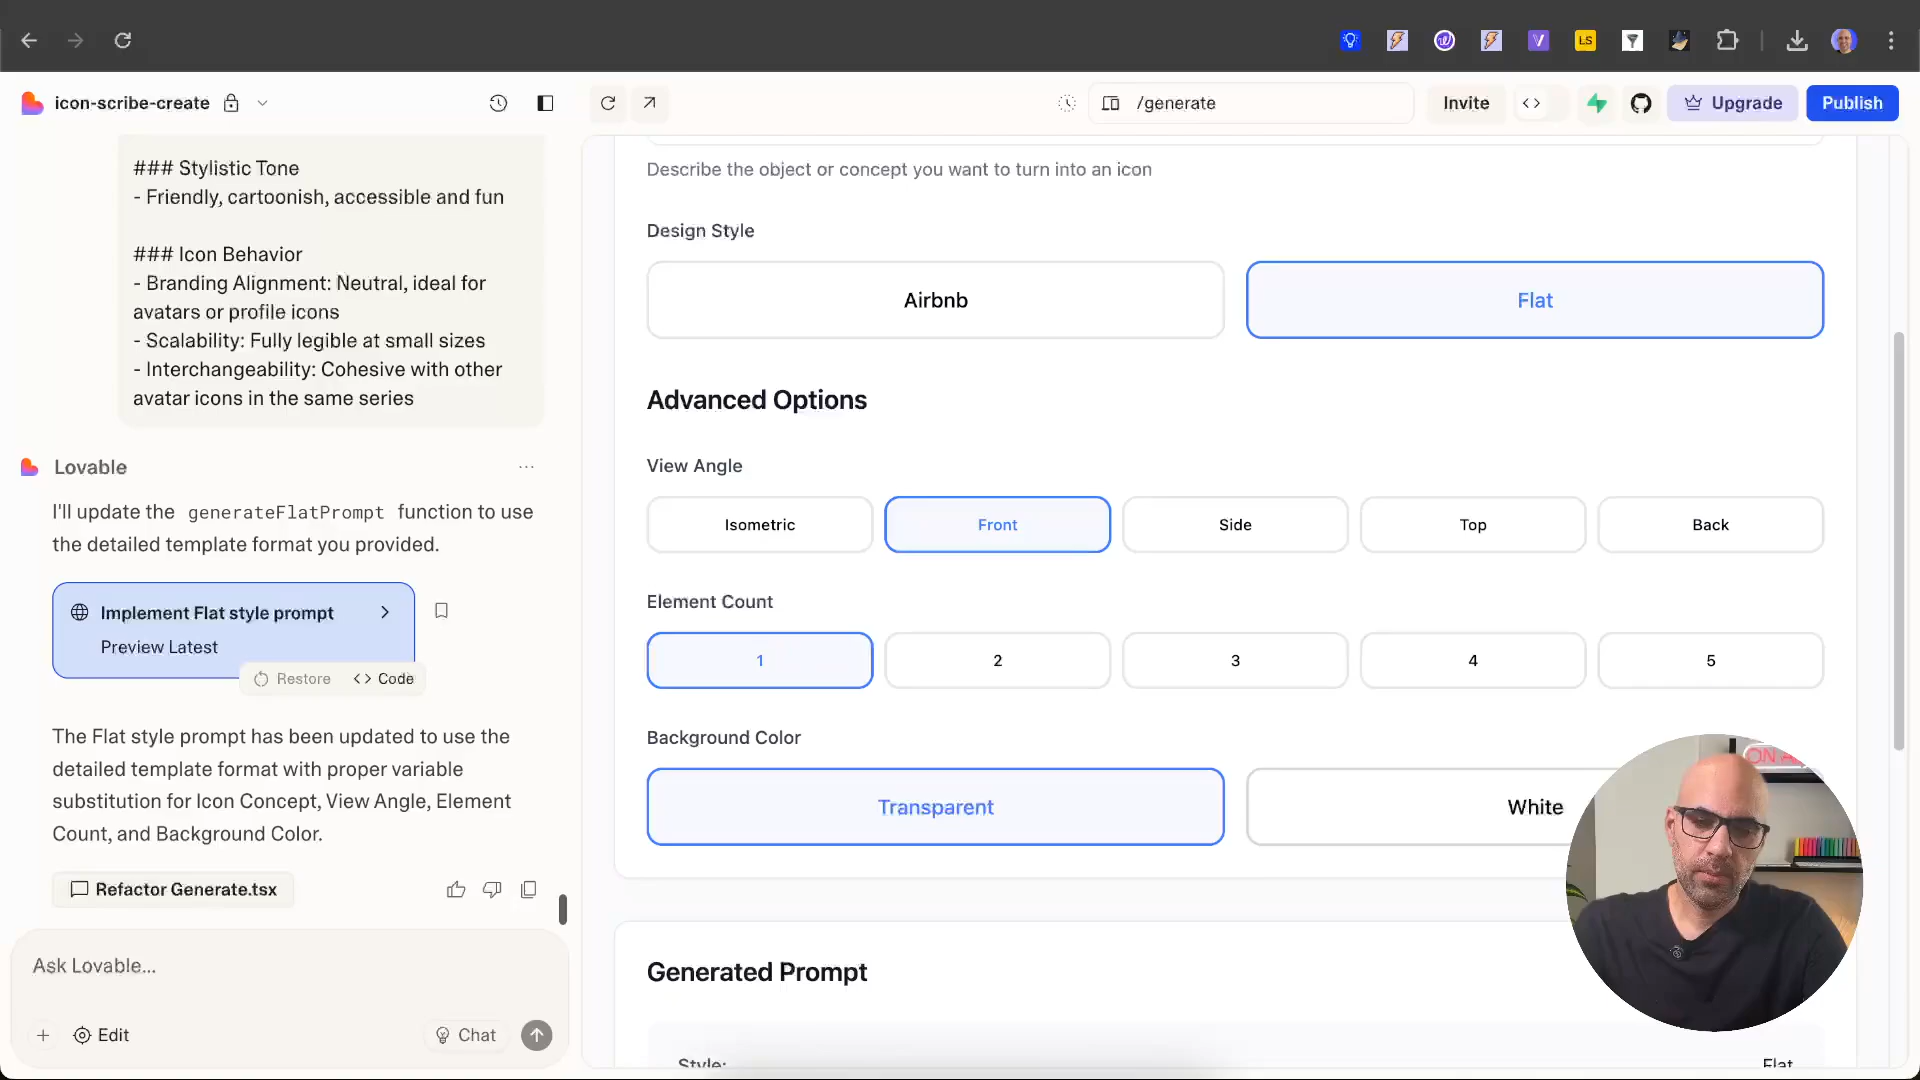 icon-scribe-create
/generate
Invite
Upgrade
Publish
LS
### Stylistic Tone
- Friendly, cartoonish, accessible and fun
### Icon Behavior
- Branding Alignment: Neutral, ideal for
avatars or profile icons
- Scalability: Fully legible at small sizes
- Interchangeability: Cohesive with other
avatar icons in the same series
Lovable
I'll update the generateFlatPrompt function to use
the detailed template format you provided.
Implement Flat style prompt
Preview Latest
Restore
Code
The Flat style prompt has been updated to use the
detailed template format with proper variable
substitution for Icon Concept, View Angle, Element
Count, and Background Color.
Refactor Generate.tsx
Ask Lovable...
Edit
Chat
Describe the object or concept you want to turn into an icon
Design Style
Airbnb
Flat
Advanced Options
View Angle
Isometric
Front
Side
Top
Back
Element Count
1
2
3
4
5
Background Color
Transparent
White
Generated Prompt
Style:
Flat